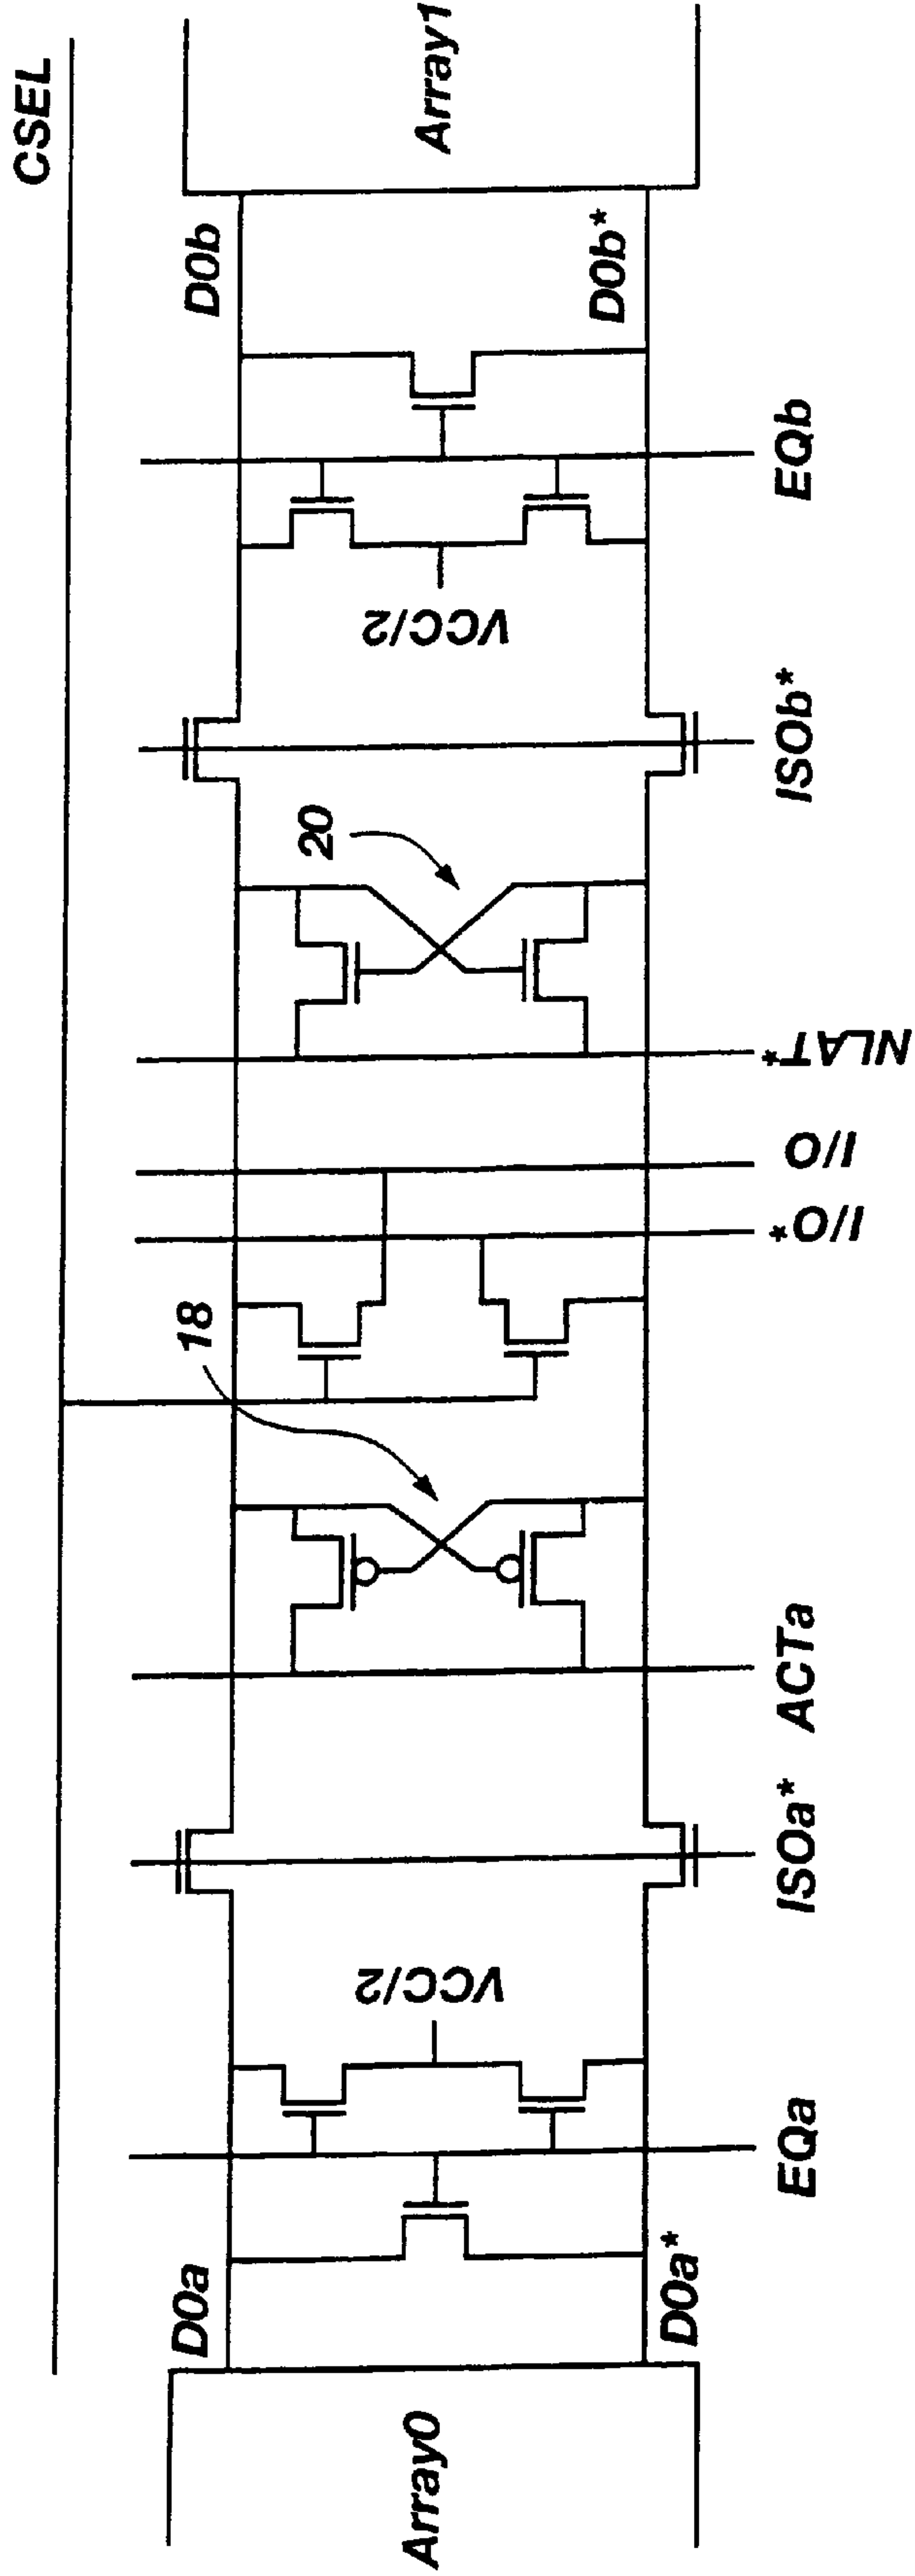 CSEL
Array0
D0a
D0a*
EQa
VCC/2
ISOa*
ACTa
18
I/O*
I/O
NLAT*
20
ISOb*
VCC/2
EQb
D0b
D0b*
Array1